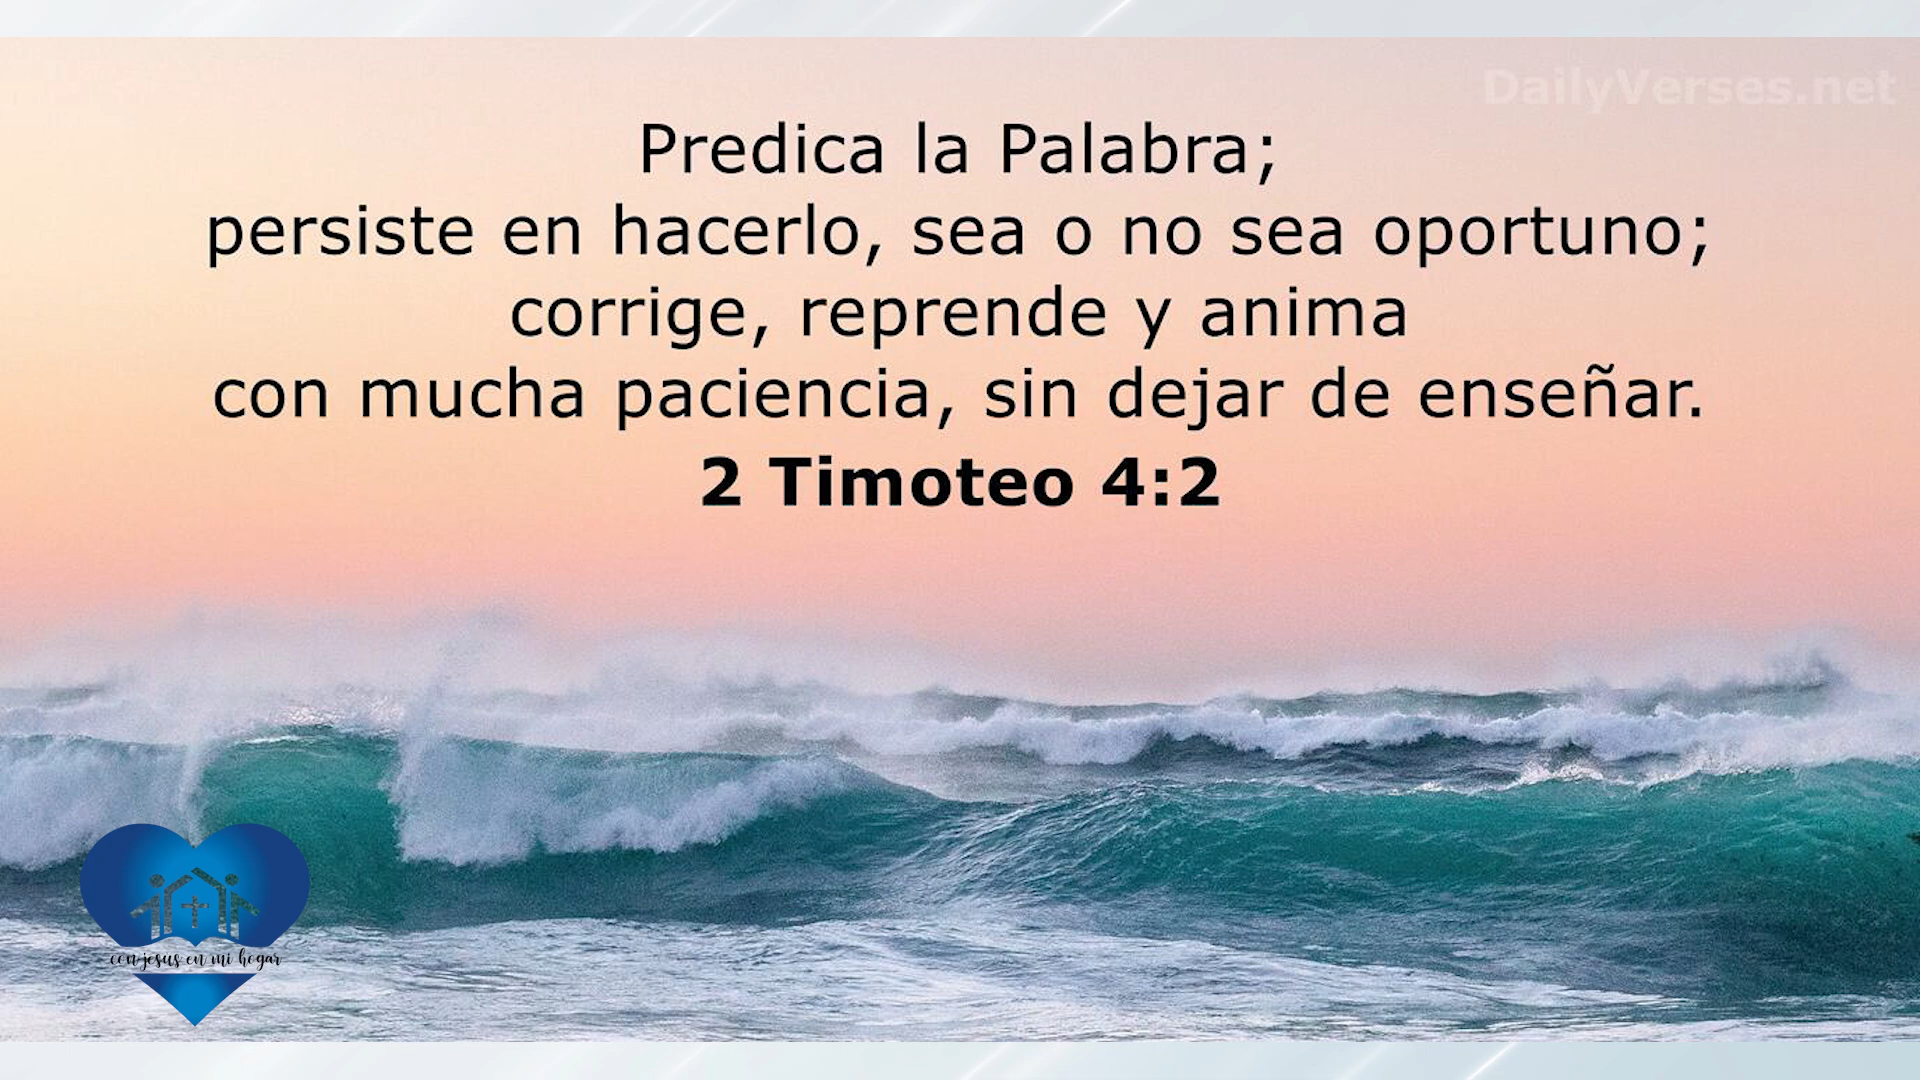 DailyVerses.net
Predica la Palabra;
persiste en hacerlo, sea o no sea oportuno;
corrige, reprende y anima
con mucha paciencia, sin dejar de enseñar.
2 Timoteo 4:2
con jesus en mi hogar